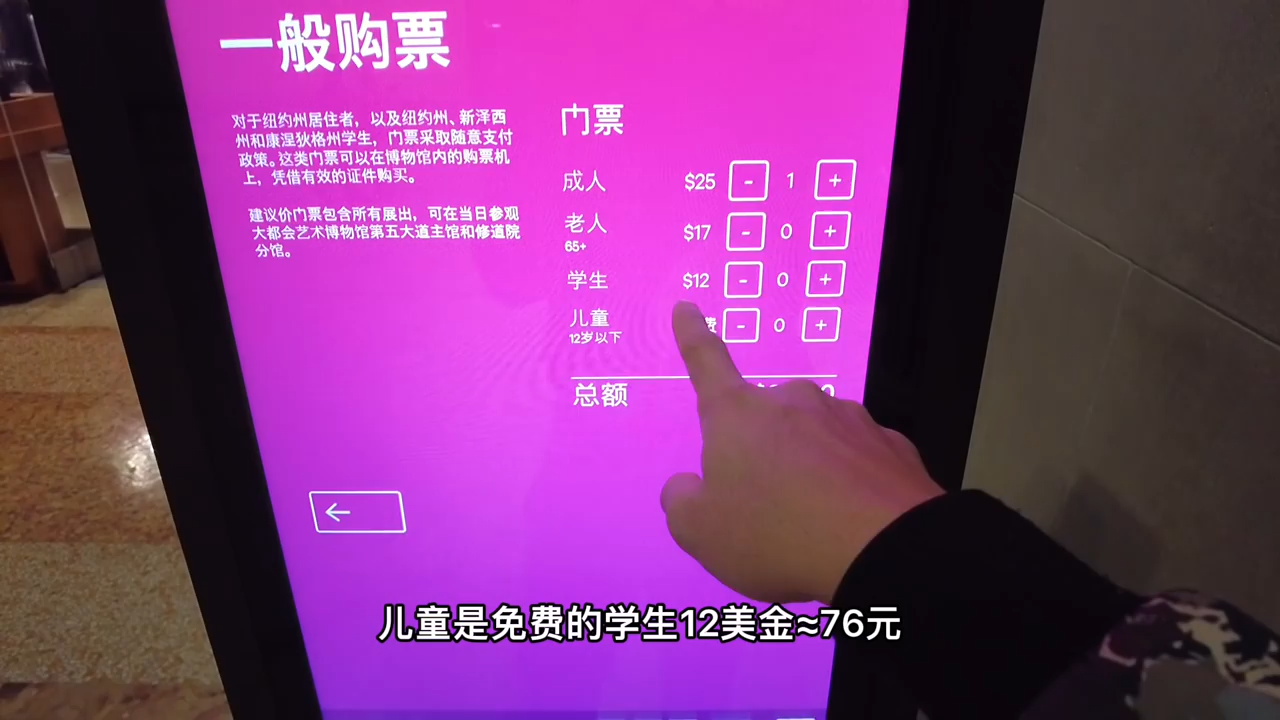 一般购票
对于纽约州居住者，以及纽约州、新泽西
州和康涅狄格州学生，门票采取随意支付
政策。这类门票可以在博物馆内的购票机
上，凭借有效的证件购买。
建议价门票包含所有展出，可在当日参观
大都会艺术博物馆第五大道主馆和修道院
分馆。
门票
成人 $25 - 1 +
老人 $17 - 0 +
65+
学生 $12 - 0 +
儿童 费 - 0 +
12岁以下
总额
←
儿童是免费的学生12美金≈76元